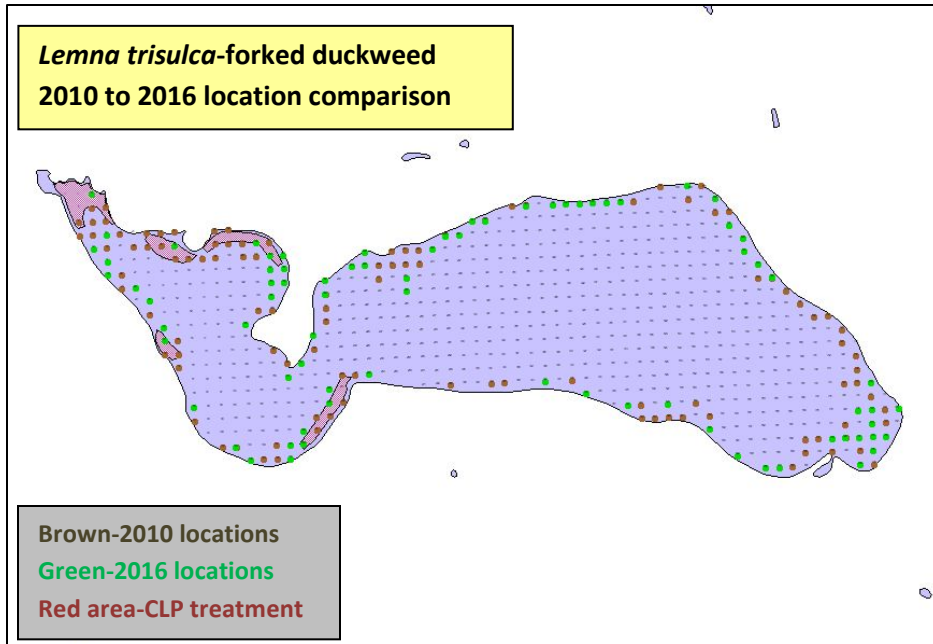 Lemna trisulca-forked duckweed
2010 to 2016 location comparison
Brown-2010 locations
Green-2016 locations
Red area-CLP treatment